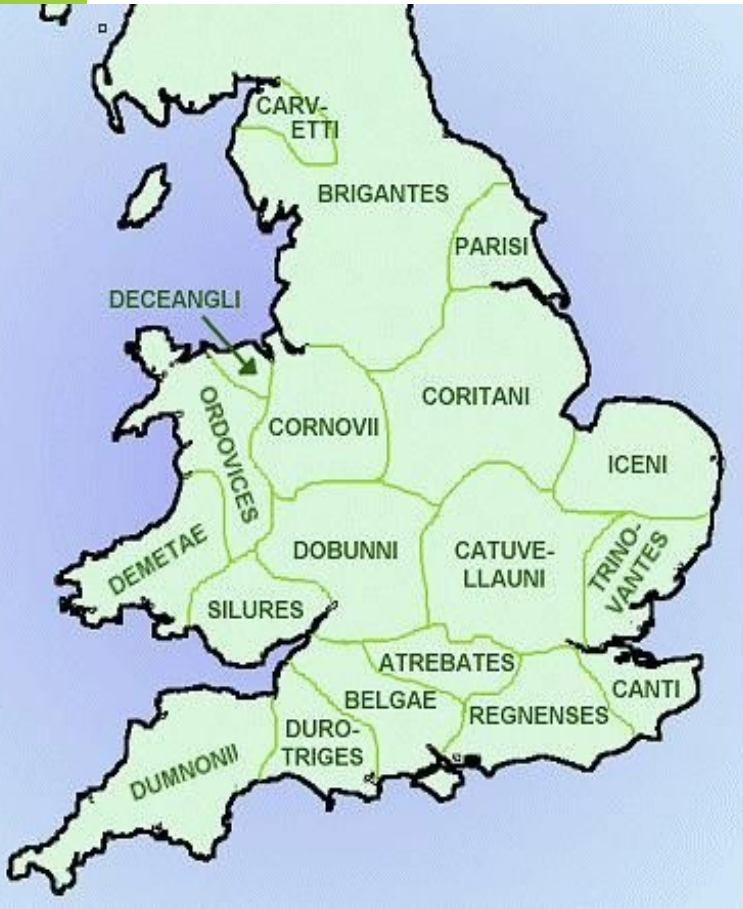 CARV-
ETTI
BRIGANTES
PARISI
DECEANGLI
ORDOVICES
CORNOVII
CORITANI
ICENI
DEMETAE
SILURES
DOBUNNI
CATUVE-
LLAUNI
TRINO-
VANTES
ATREBATES
BELGAE
REGNENSES
CANTI
DURO-
TRIGES
DUMNONII